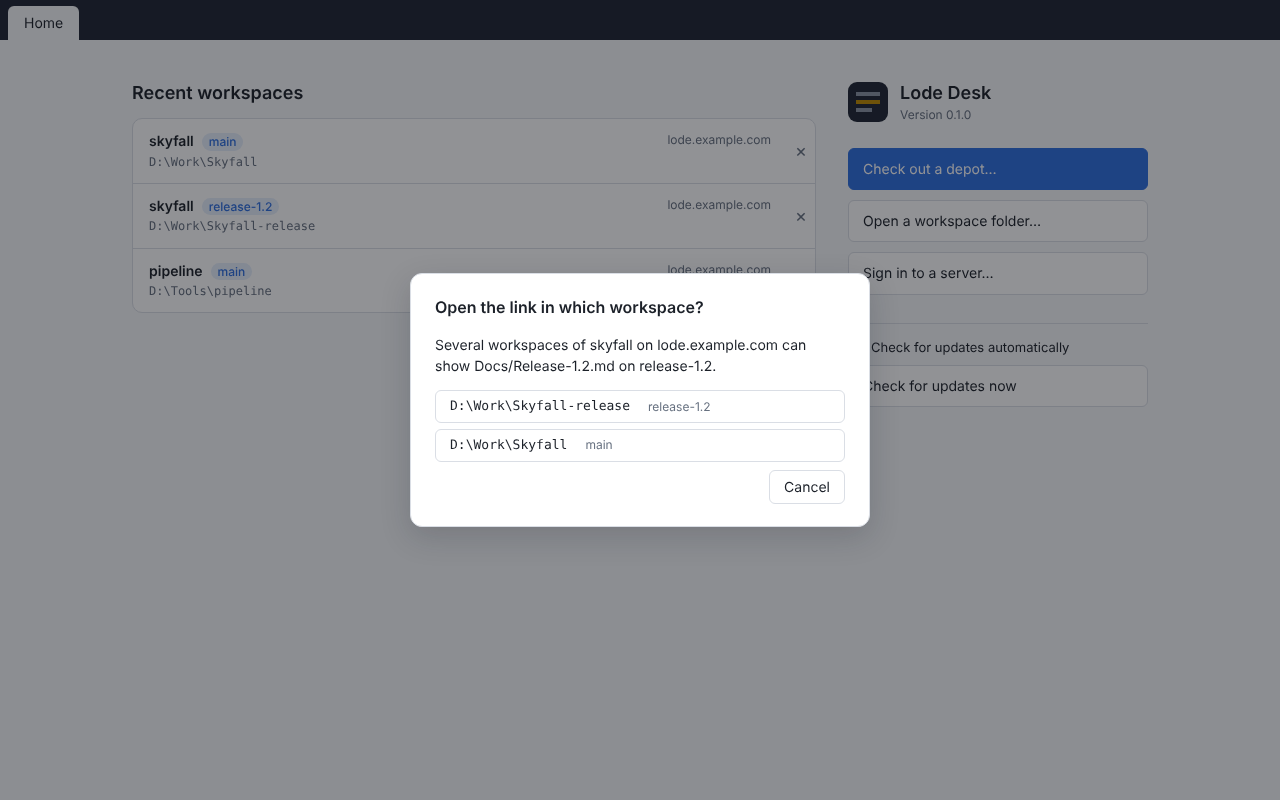 Home
Recent workspaces
skyfall main lode.example.com
D:\Work\Skyfall
skyfall release-1.2 lode.example.com
D:\Work\Skyfall-release
pipeline main lode.example.com
D:\Tools\pipeline
Lode Desk
Version 0.1.0
Check out a depot...
Open a workspace folder...
Sign in to a server...
Check for updates automatically
Check for updates now
Open the link in which workspace?
Several workspaces of skyfall on lode.example.com can
show Docs/Release-1.2.md on release-1.2.
D:\Work\Skyfall-release release-1.2
D:\Work\Skyfall main
Cancel